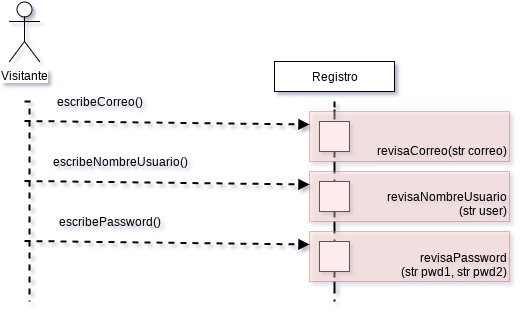 Visitante
Registro
escribeCorreo()
revisaCorreo(str correo)
escribeNombreUsuario()
revisaNombreUsuario
(str user)
escribePassword()
revisaPassword
(str pwd1, str pwd2)